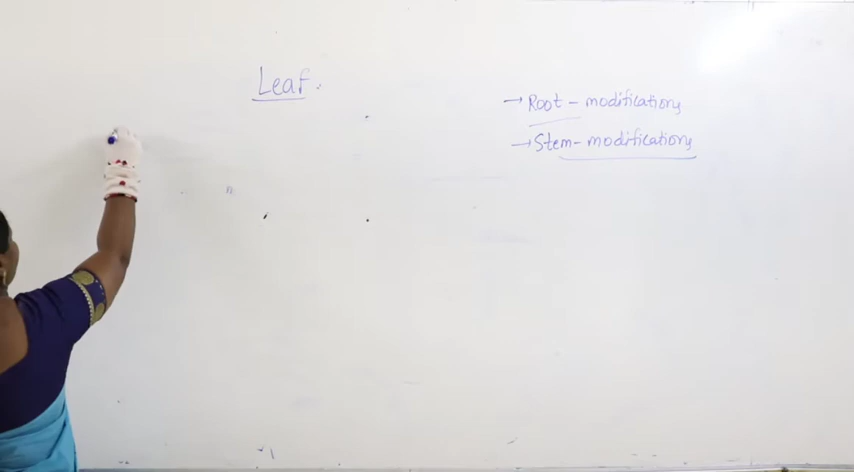 Leaf.
→ Root - modifications
→ Stem - modifications